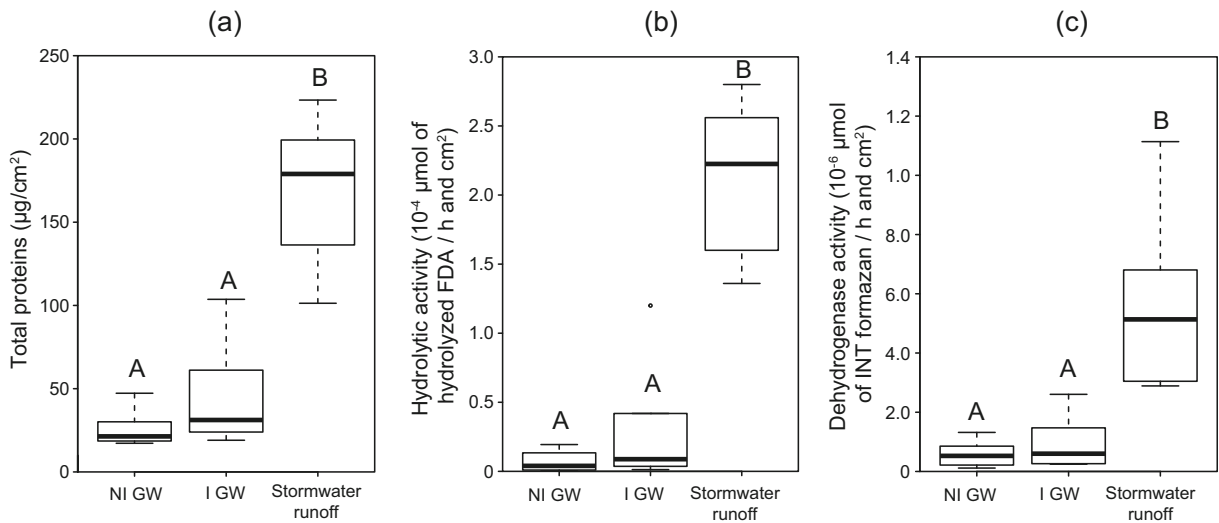 (a)
Total proteins (µg/cm²)
250
200
150
100
50
0
A
A
B
NI GW
I GW
Stormwater
runoff
(b)
Hydrolytic activity (10⁻⁴ µmol of
hydrolyzed FDA / h and cm²)
3.0
2.5
2.0
1.5
1.0
0.5
0
A
A
B
NI GW
I GW
Stormwater
runoff
(c)
Dehydrogenase activity (10⁻⁶ µmol
of INT formazan / h and cm²)
1.4
1.2
1.0
8.0
6.0
4.0
2.0
0
A
A
B
NI GW
I GW
Stormwater
runoff